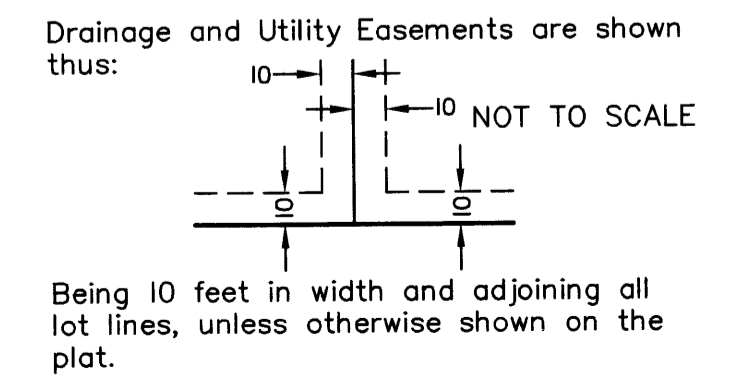 Drainage and Utility Easements are shown
thus:
10
10 NOT TO SCALE
10 10
Being 10 feet in width and adjoining all
lot lines, unless otherwise shown on the
plat.